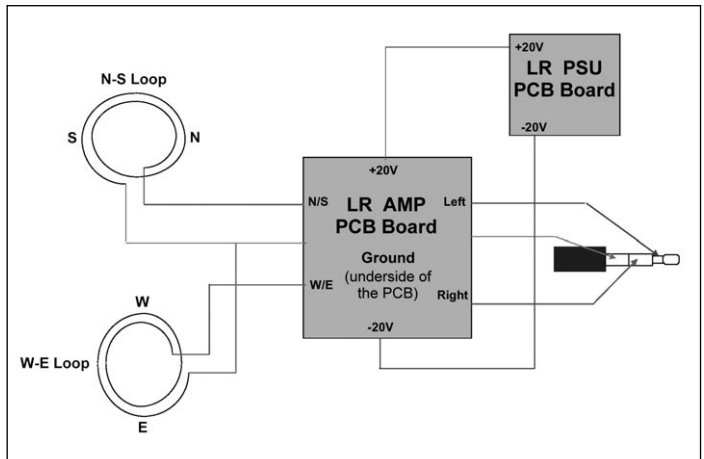 N-S Loop
S
N
+20V
LR PSU
PCB Board
-20V
+20V
N/S
LR AMP
PCB Board
Left
Ground
(underside of
the PCB)
W/E
Right
-20V
W
W-E Loop
E